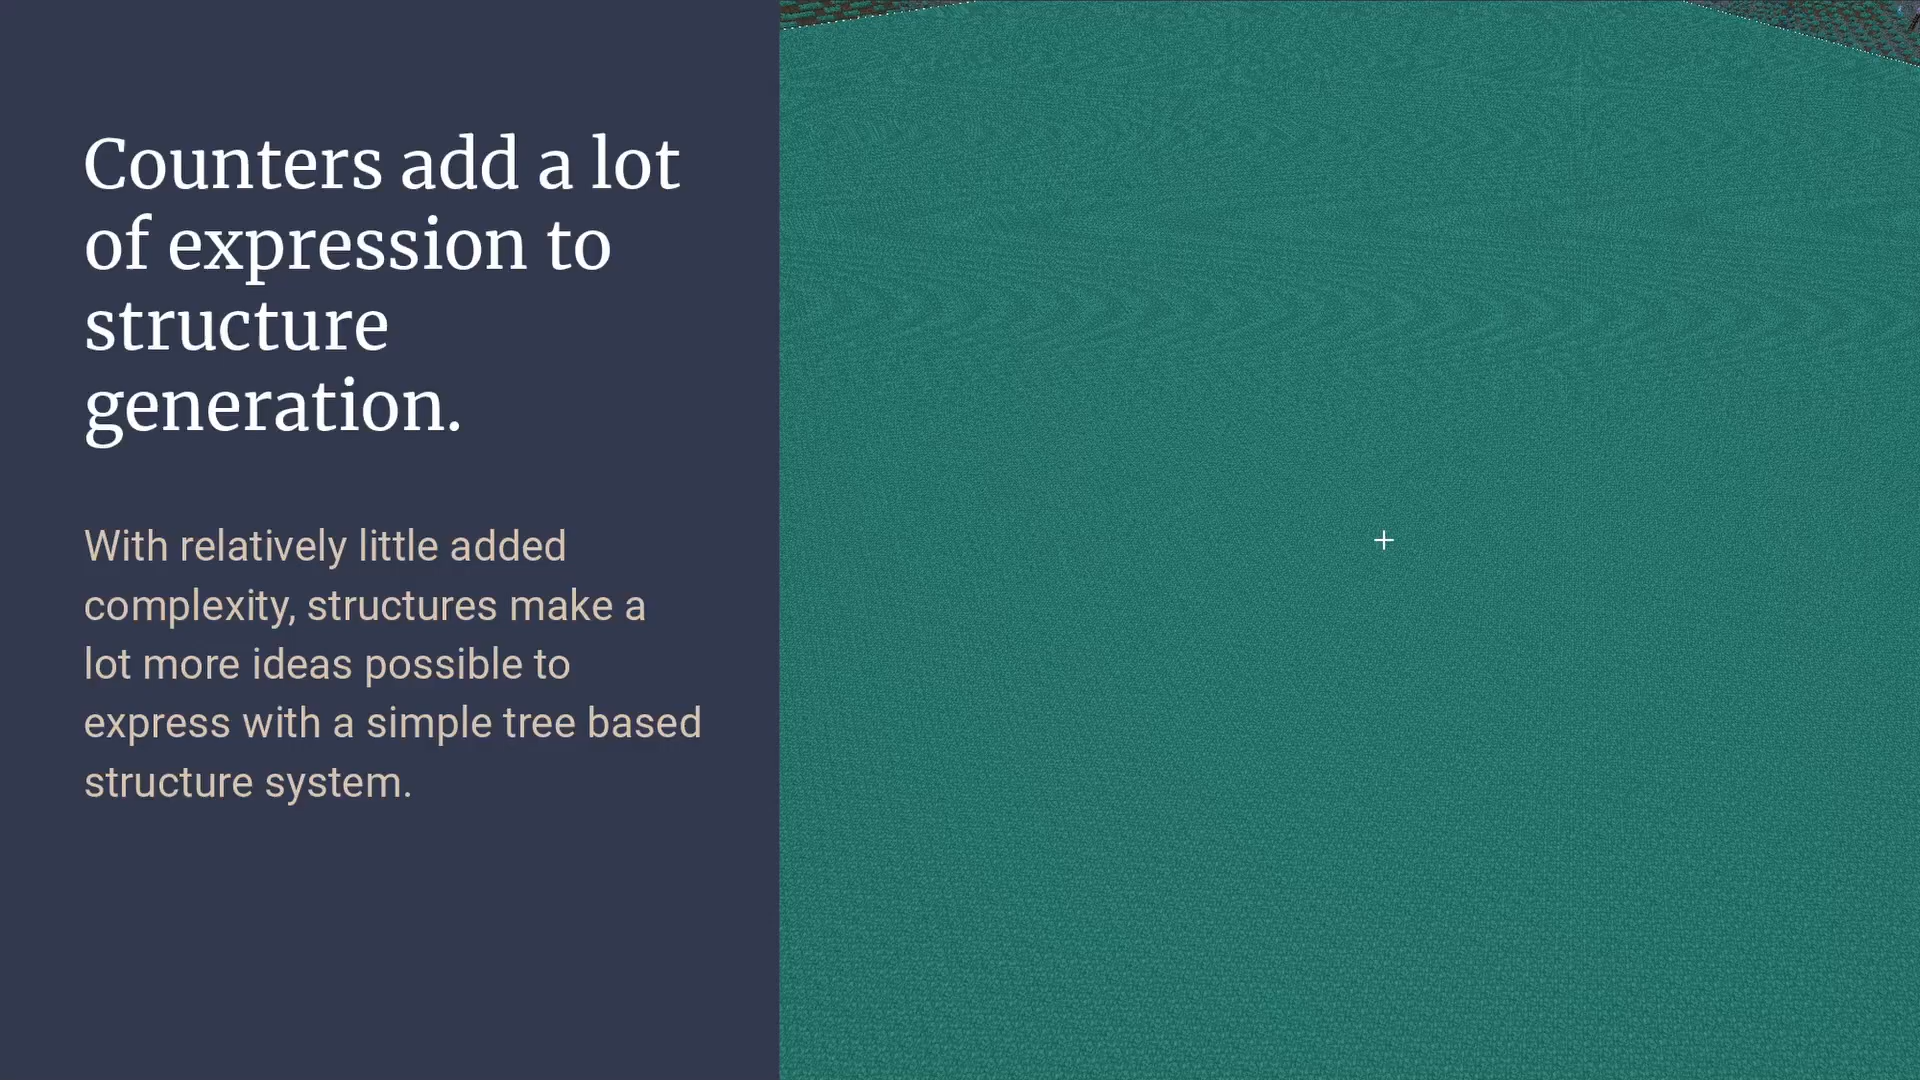 Counters add a lot
of expression to
structure
generation.
With relatively little added
complexity, structures make a
lot more ideas possible to
express with a simple tree based
structure system.